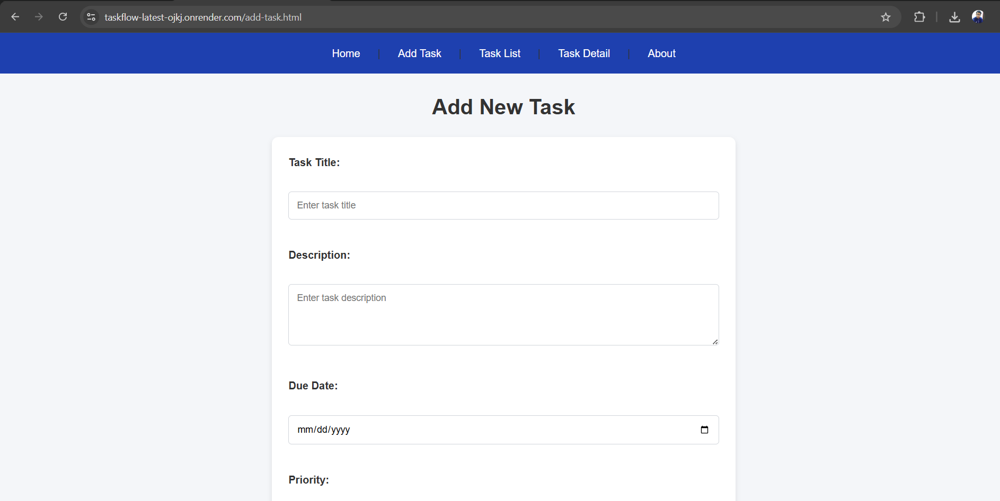 taskflow-latest-ojkj.onrender.com/add-task.html
Home | Add Task | Task List | Task Detail | About
Add New Task
Task Title:
Enter task title
Description:
Enter task description
Due Date:
mm/dd/yyyy
Priority: